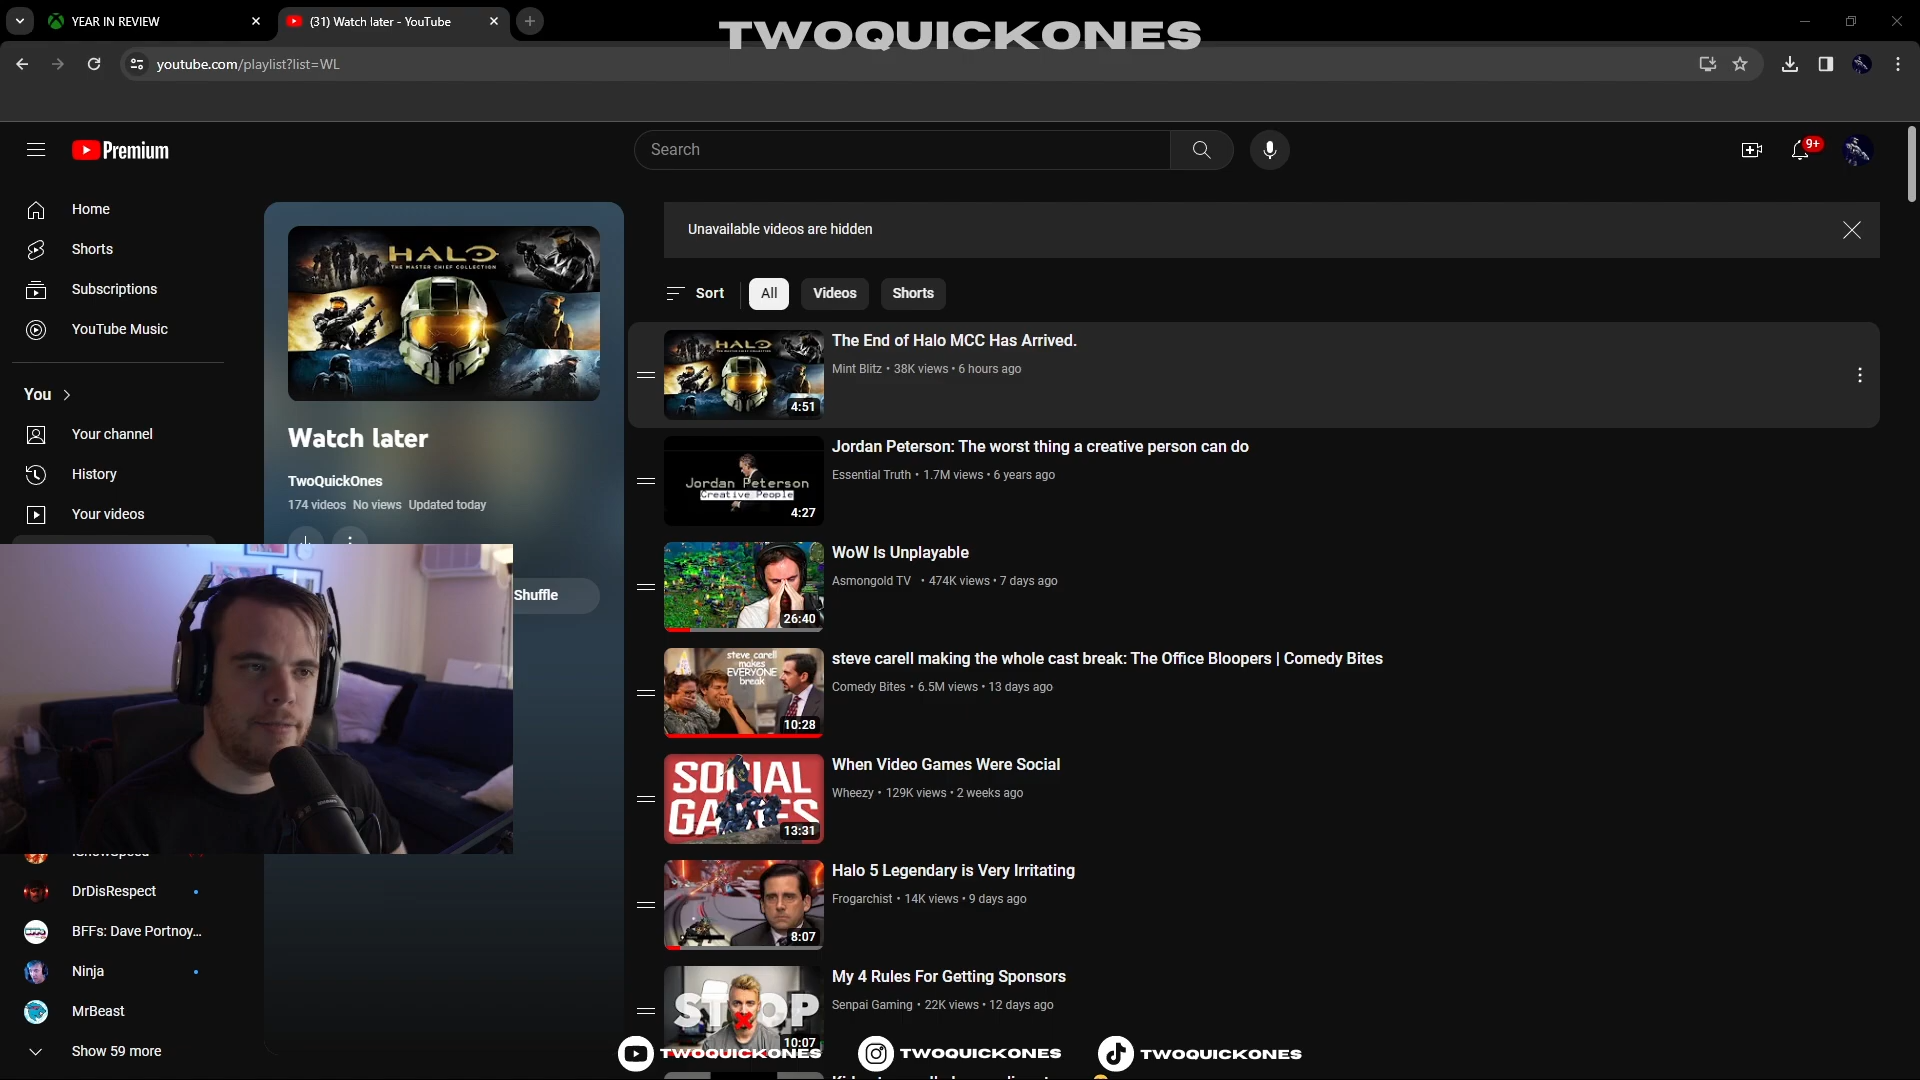 YEAR IN REVIEW
(31) Watch later - YouTube
TWOQUICKONES
youtube.com/playlist?list=WL
Premium
Search
9+
Home
Shorts
Subscriptions
YouTube Music
You
Your channel
History
Your videos
DrDisRespect
BFFs: Dave Portnoy...
Ninja
MrBeast
Show 59 more
HALO
THE MASTER CHIEF COLLECTION
Watch later
TwoQuickOnes
174 videos No views Updated today
Shuffle
Unavailable videos are hidden
Sort
All
Videos
Shorts
HALO
4:51
The End of Halo MCC Has Arrived.
Mint Blitz • 38K views • 6 hours ago
Jordan Peterson
Creative People
4:27
Jordan Peterson: The worst thing a creative person can do
Essential Truth • 1.7M views • 6 years ago
26:40
WoW Is Unplayable
Asmongold TV • 474K views • 7 days ago
steve carell
makes
EVERYONE
break
10:28
steve carell making the whole cast break: The Office Bloopers | Comedy Bites
Comedy Bites • 6.5M views • 13 days ago
SOCIAL
GAMES
13:31
When Video Games Were Social
Wheezy • 129K views • 2 weeks ago
8:07
Halo 5 Legendary is Very Irritating
Frogarchist • 14K views • 9 days ago
STOP
10:07
My 4 Rules For Getting Sponsors
Senpai Gaming • 22K views • 12 days ago
TWOQUICKONES
TWOQUICKONES
TWOQUICKONES